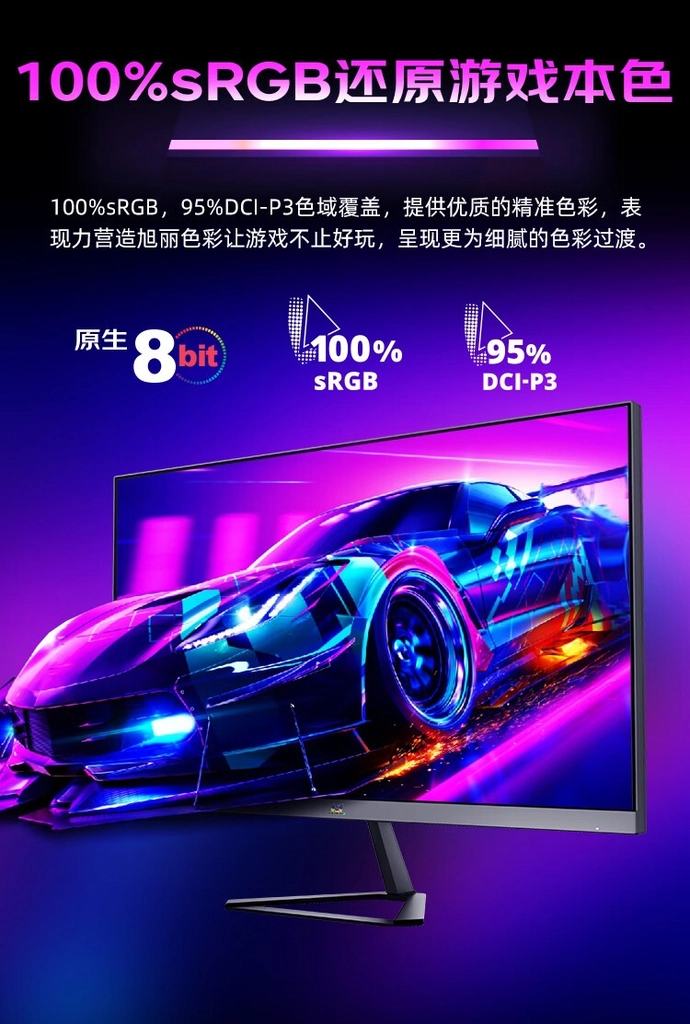 100%sRGB还原游戏本色
100%sRGB，95%DCI-P3色域覆盖，提供优质的精准色彩，表
现力营造旭丽色彩让游戏不止好玩，呈现更为细腻的色彩过渡。
原生8bit
100%
sRGB
95%
DCI-P3